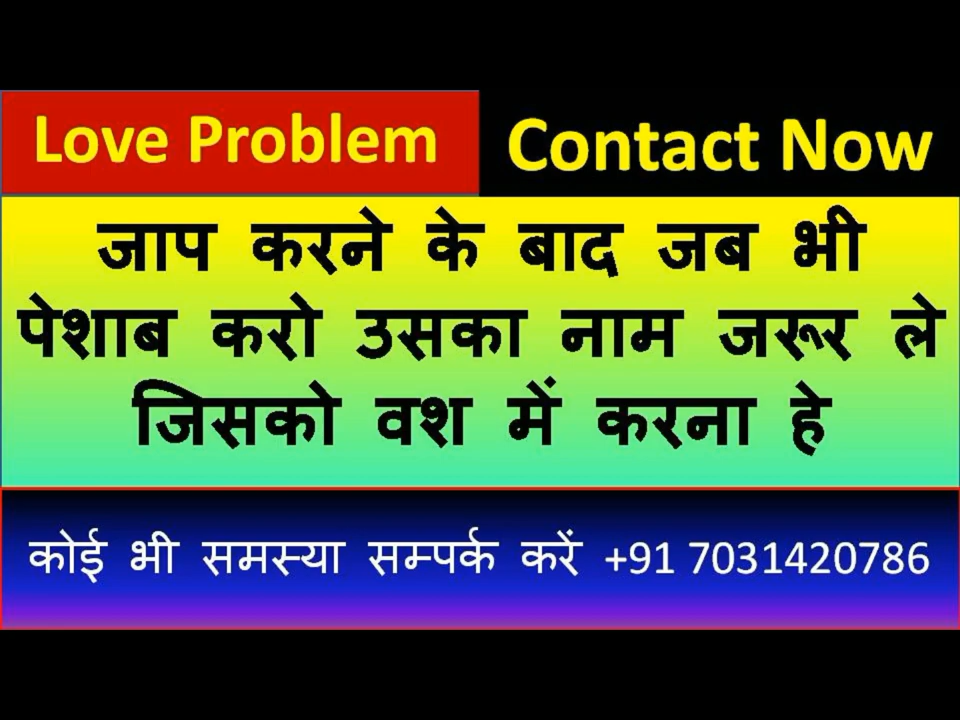 Love Problem
Contact Now
जाप करने के बाद जब भी
पेशाब करो उसका नाम जरूर ले
जिसको वश में करना हे
कोई भी समस्या सम्पर्क करें +91 7031420786